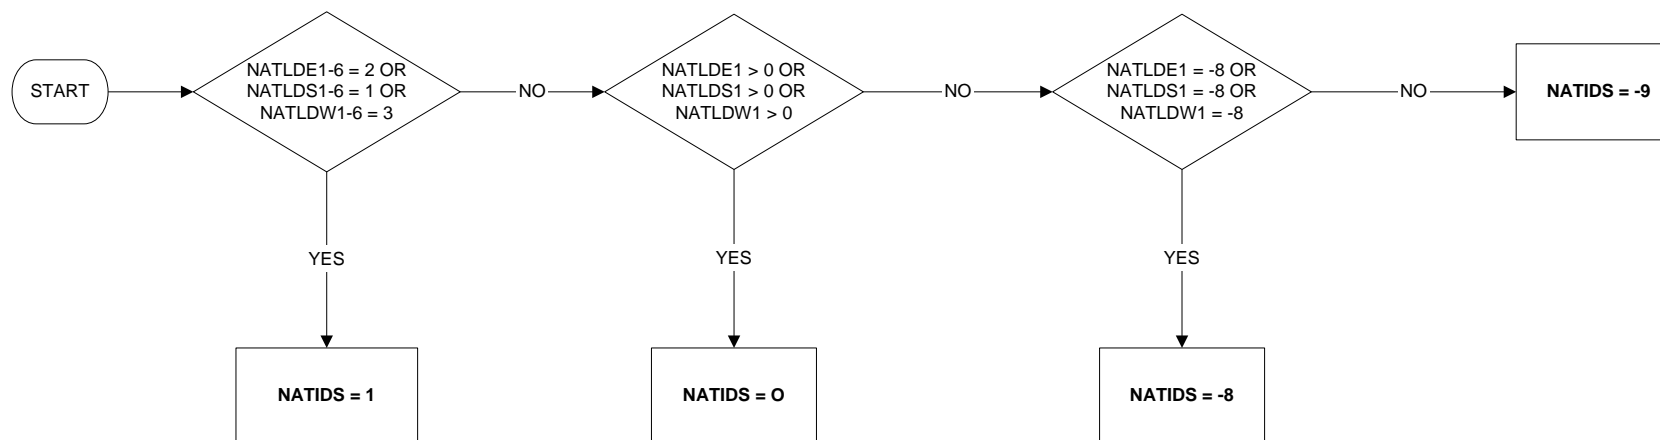 START
NATLDE1-6 = 2 OR
NATLDS1-6 = 1 OR
NATLDW1-6 = 3
NO
NATLDE1 > 0 OR
NATLDS1 > 0 OR
NATLDW1 > 0
NO
NATLDE1 = -8 OR
NATLDS1 = -8 OR
NATLDW1 = -8
NO
NATIDS = -9
YES
YES
YES
NATIDS = 1
NATIDS = O
NATIDS = -8